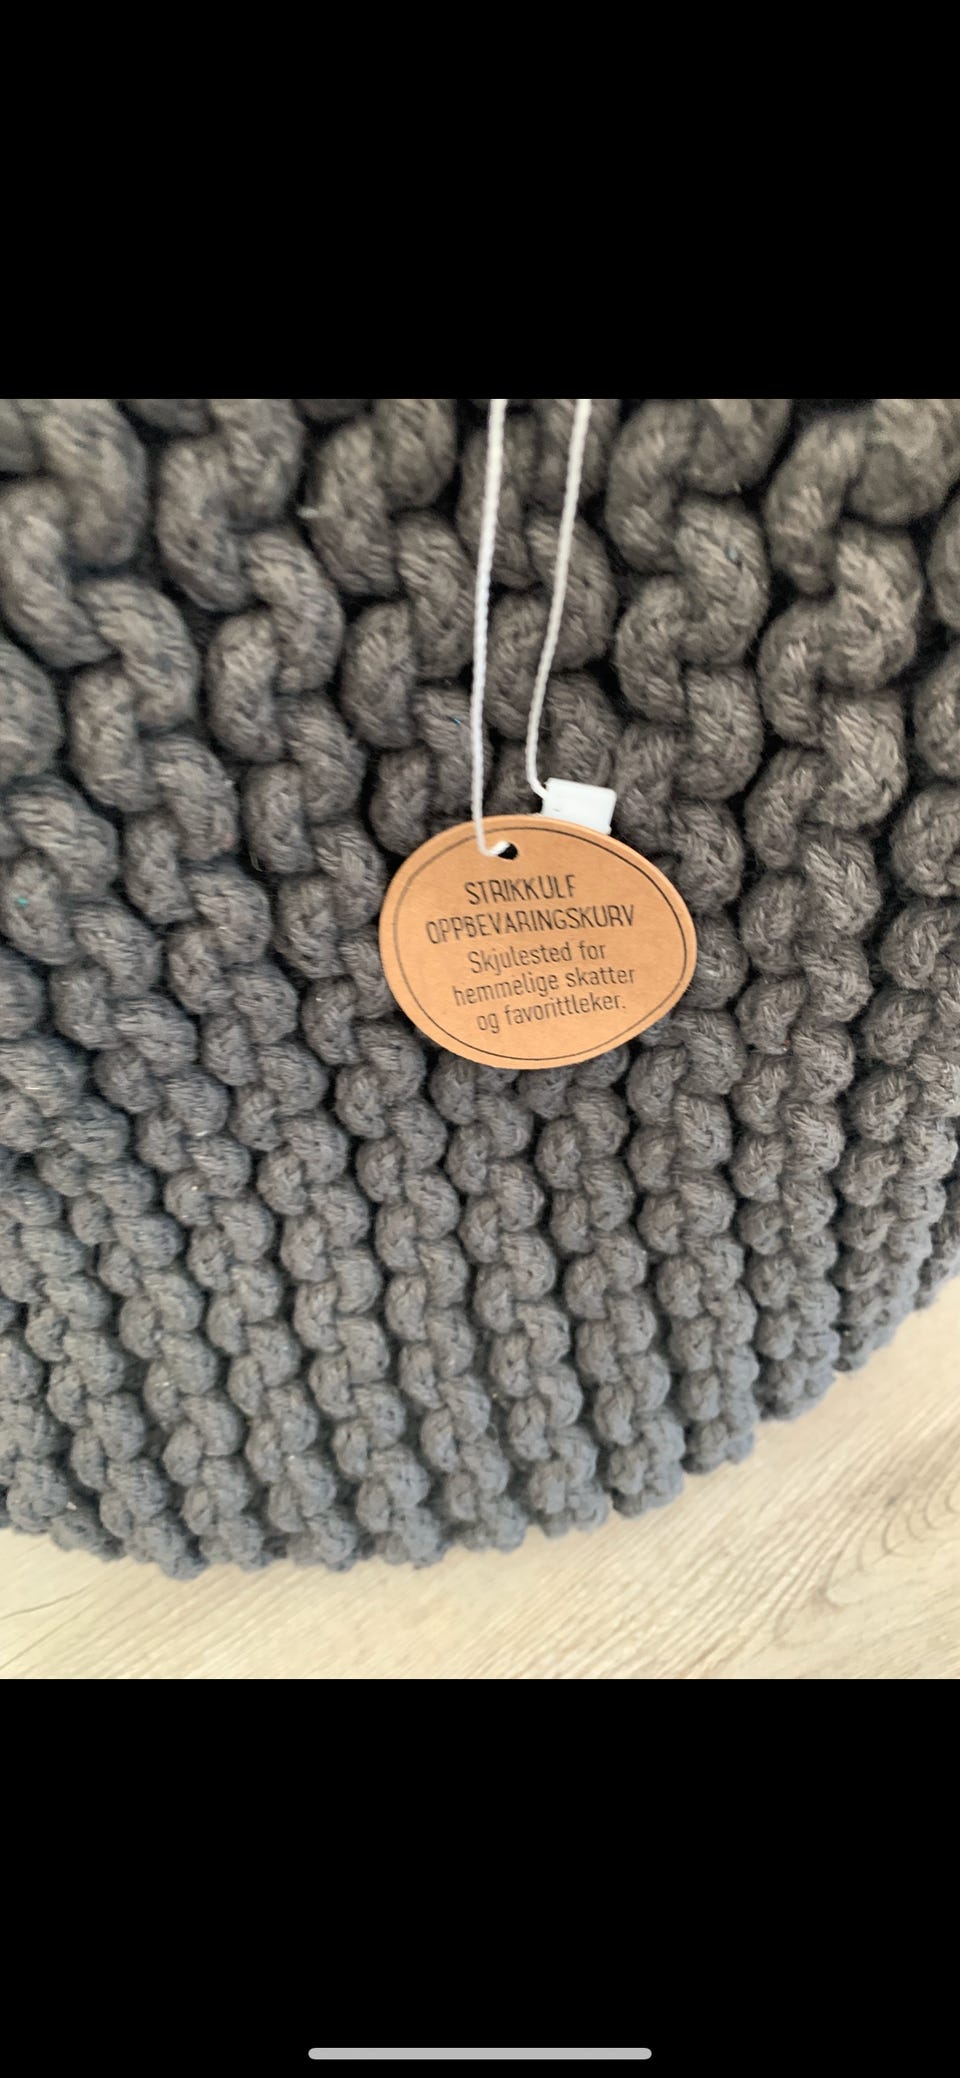 STRIKKULF
OPPBEVARINGSKURV
Skjulested for
hemmelige skatter
og favorittleker.